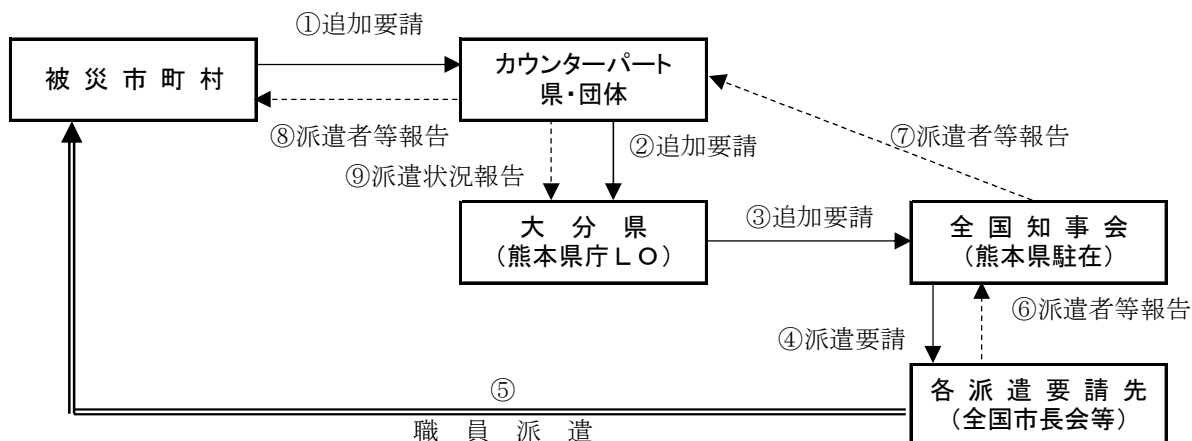 ①追加要請
被災市町村
カウンターパート
県・団体
⑧派遣者等報告
②追加要請
⑦派遣者等報告
⑨派遣状況報告
大分県
（熊本県庁ＬＯ）
③追加要請
全国知事会
（熊本県駐在）
④派遣要請
⑥派遣者等報告
⑤
職員派遣
各派遣要請先
（全国市長会等）